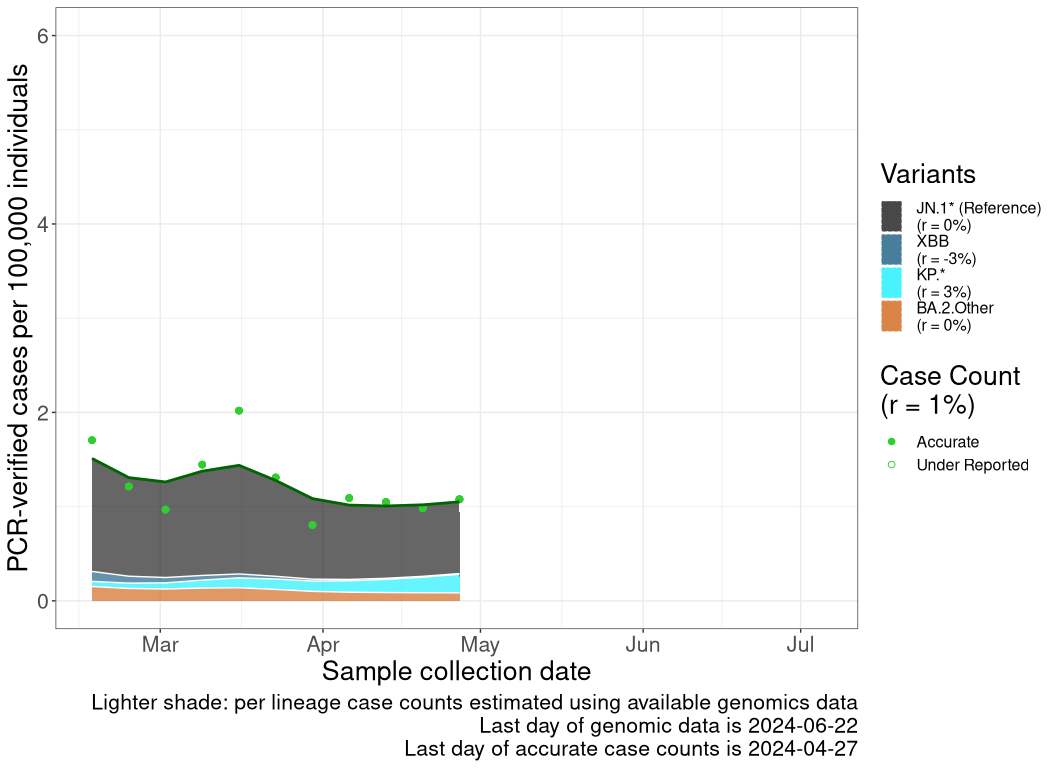 PCR-verified cases per 100,000 individuals
6
4
2
0
Mar
Apr
May
Jun
Jul
Sample collection date
Lighter shade: per lineage case counts estimated using available genomics data
Last day of genomic data is 2024-06-22
Last day of accurate case counts is 2024-04-27
Variants
JN.1* (Reference)
(r = 0%)
XBB
(r = -3%)
KP.*
(r = 3%)
BA.2.Other
(r = 0%)
Case Count
(r = 1%)
Accurate
Under Reported